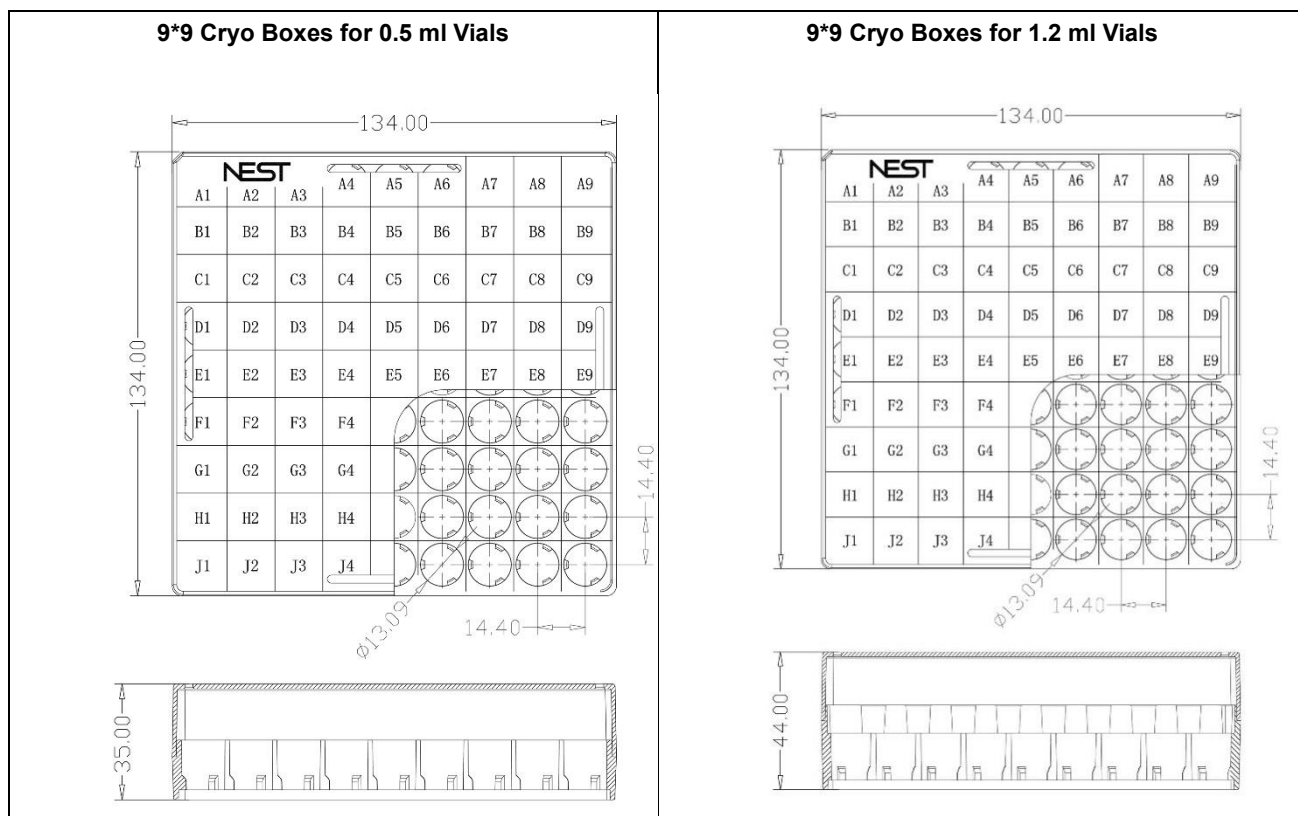 9*9 Cryo Boxes for 0.5 ml Vials
134.00
134.00
NEST
A1 A2 A3 A4 A5 A6 A7 A8 A9
B1 B2 B3 B4 B5 B6 B7 B8 B9
C1 C2 C3 C4 C5 C6 C7 C8 C9
D1 D2 D3 D4 D5 D6 D7 D8 D9
E1 E2 E3 E4 E5 E6 E7 E8 E9
F1 F2 F3 F4
G1 G2 G3 G4
H1 H2 H3 H4
J1 J2 J3 J4
14.40
ø13.09
14.40
35.00
9*9 Cryo Boxes for 1.2 ml Vials
134.00
134.00
NEST
A1 A2 A3 A4 A5 A6 A7 A8 A9
B1 B2 B3 B4 B5 B6 B7 B8 B9
C1 C2 C3 C4 C5 C6 C7 C8 C9
D1 D2 D3 D4 D5 D6 D7 D8 D9
E1 E2 E3 E4 E5 E6 E7 E8 E9
F1 F2 F3 F4
G1 G2 G3 G4
H1 H2 H3 H4
J1 J2 J3 J4
14.40
ø13.09
14.40
44.00